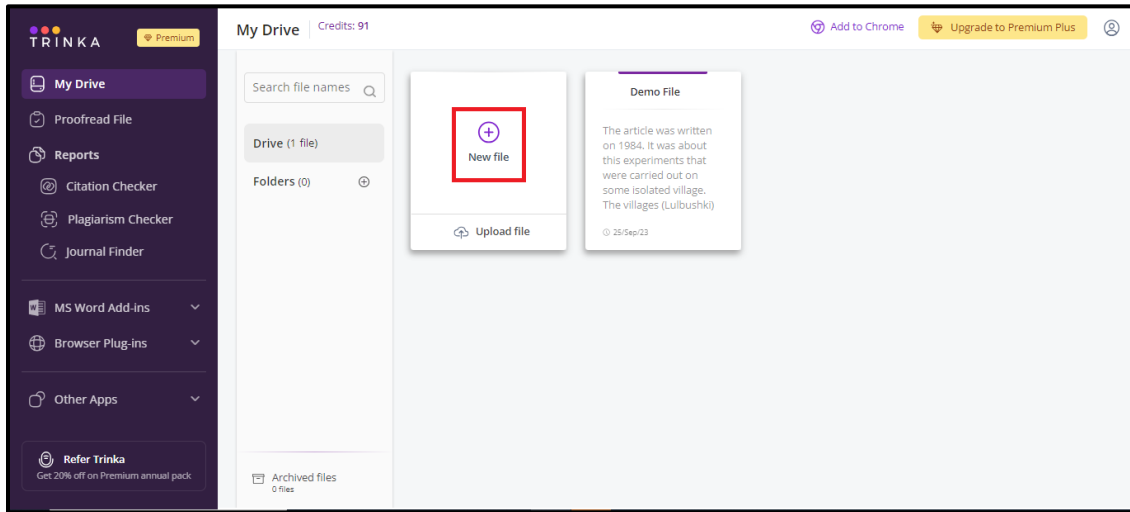 TRINKA
Premium
My Drive
Proofread File
Reports
Citation Checker
Plagiarism Checker
Journal Finder
MS Word Add-ins
Browser Plug-ins
Other Apps
Refer Trinka
Get 20% off on Premium annual pack
My Drive
Credits: 91
Add to Chrome
Upgrade to Premium Plus
Search file names
Drive (1 file)
Folders (0)
Archived files
0 files
New file
Upload file
Demo File
The article was written
on 1984. It was about
this experiments that
were carried out on
some isolated village.
The villages (Lulbushki)
25/Sep/23